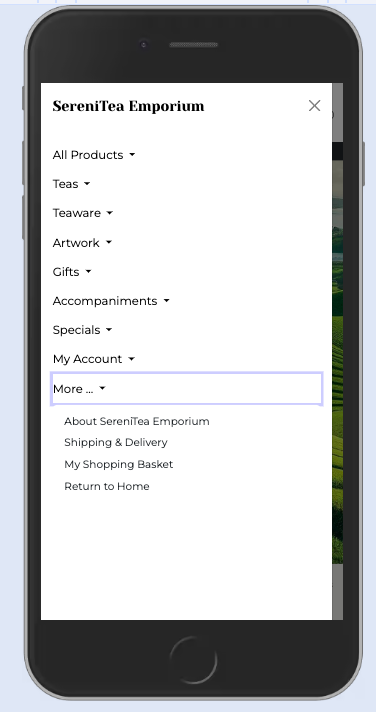 SereniTea Emporium
All Products
Teas
Teaware
Artwork
Gifts
Accompaniments
Specials
My Account
More ...
About SereniTea Emporium
Shipping & Delivery
My Shopping Basket
Return to Home